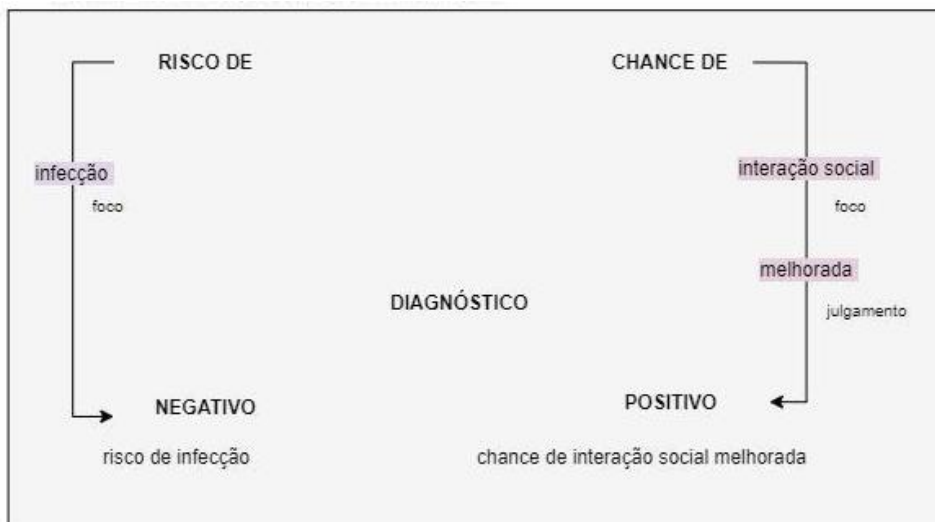 RISCO DE
CHANCE DE
infecção
interação social
foco
foco
melhorada
DIAGNÓSTICO
julgamento
NEGATIVO
POSITIVO
risco de infecção
chance de interação social melhorada